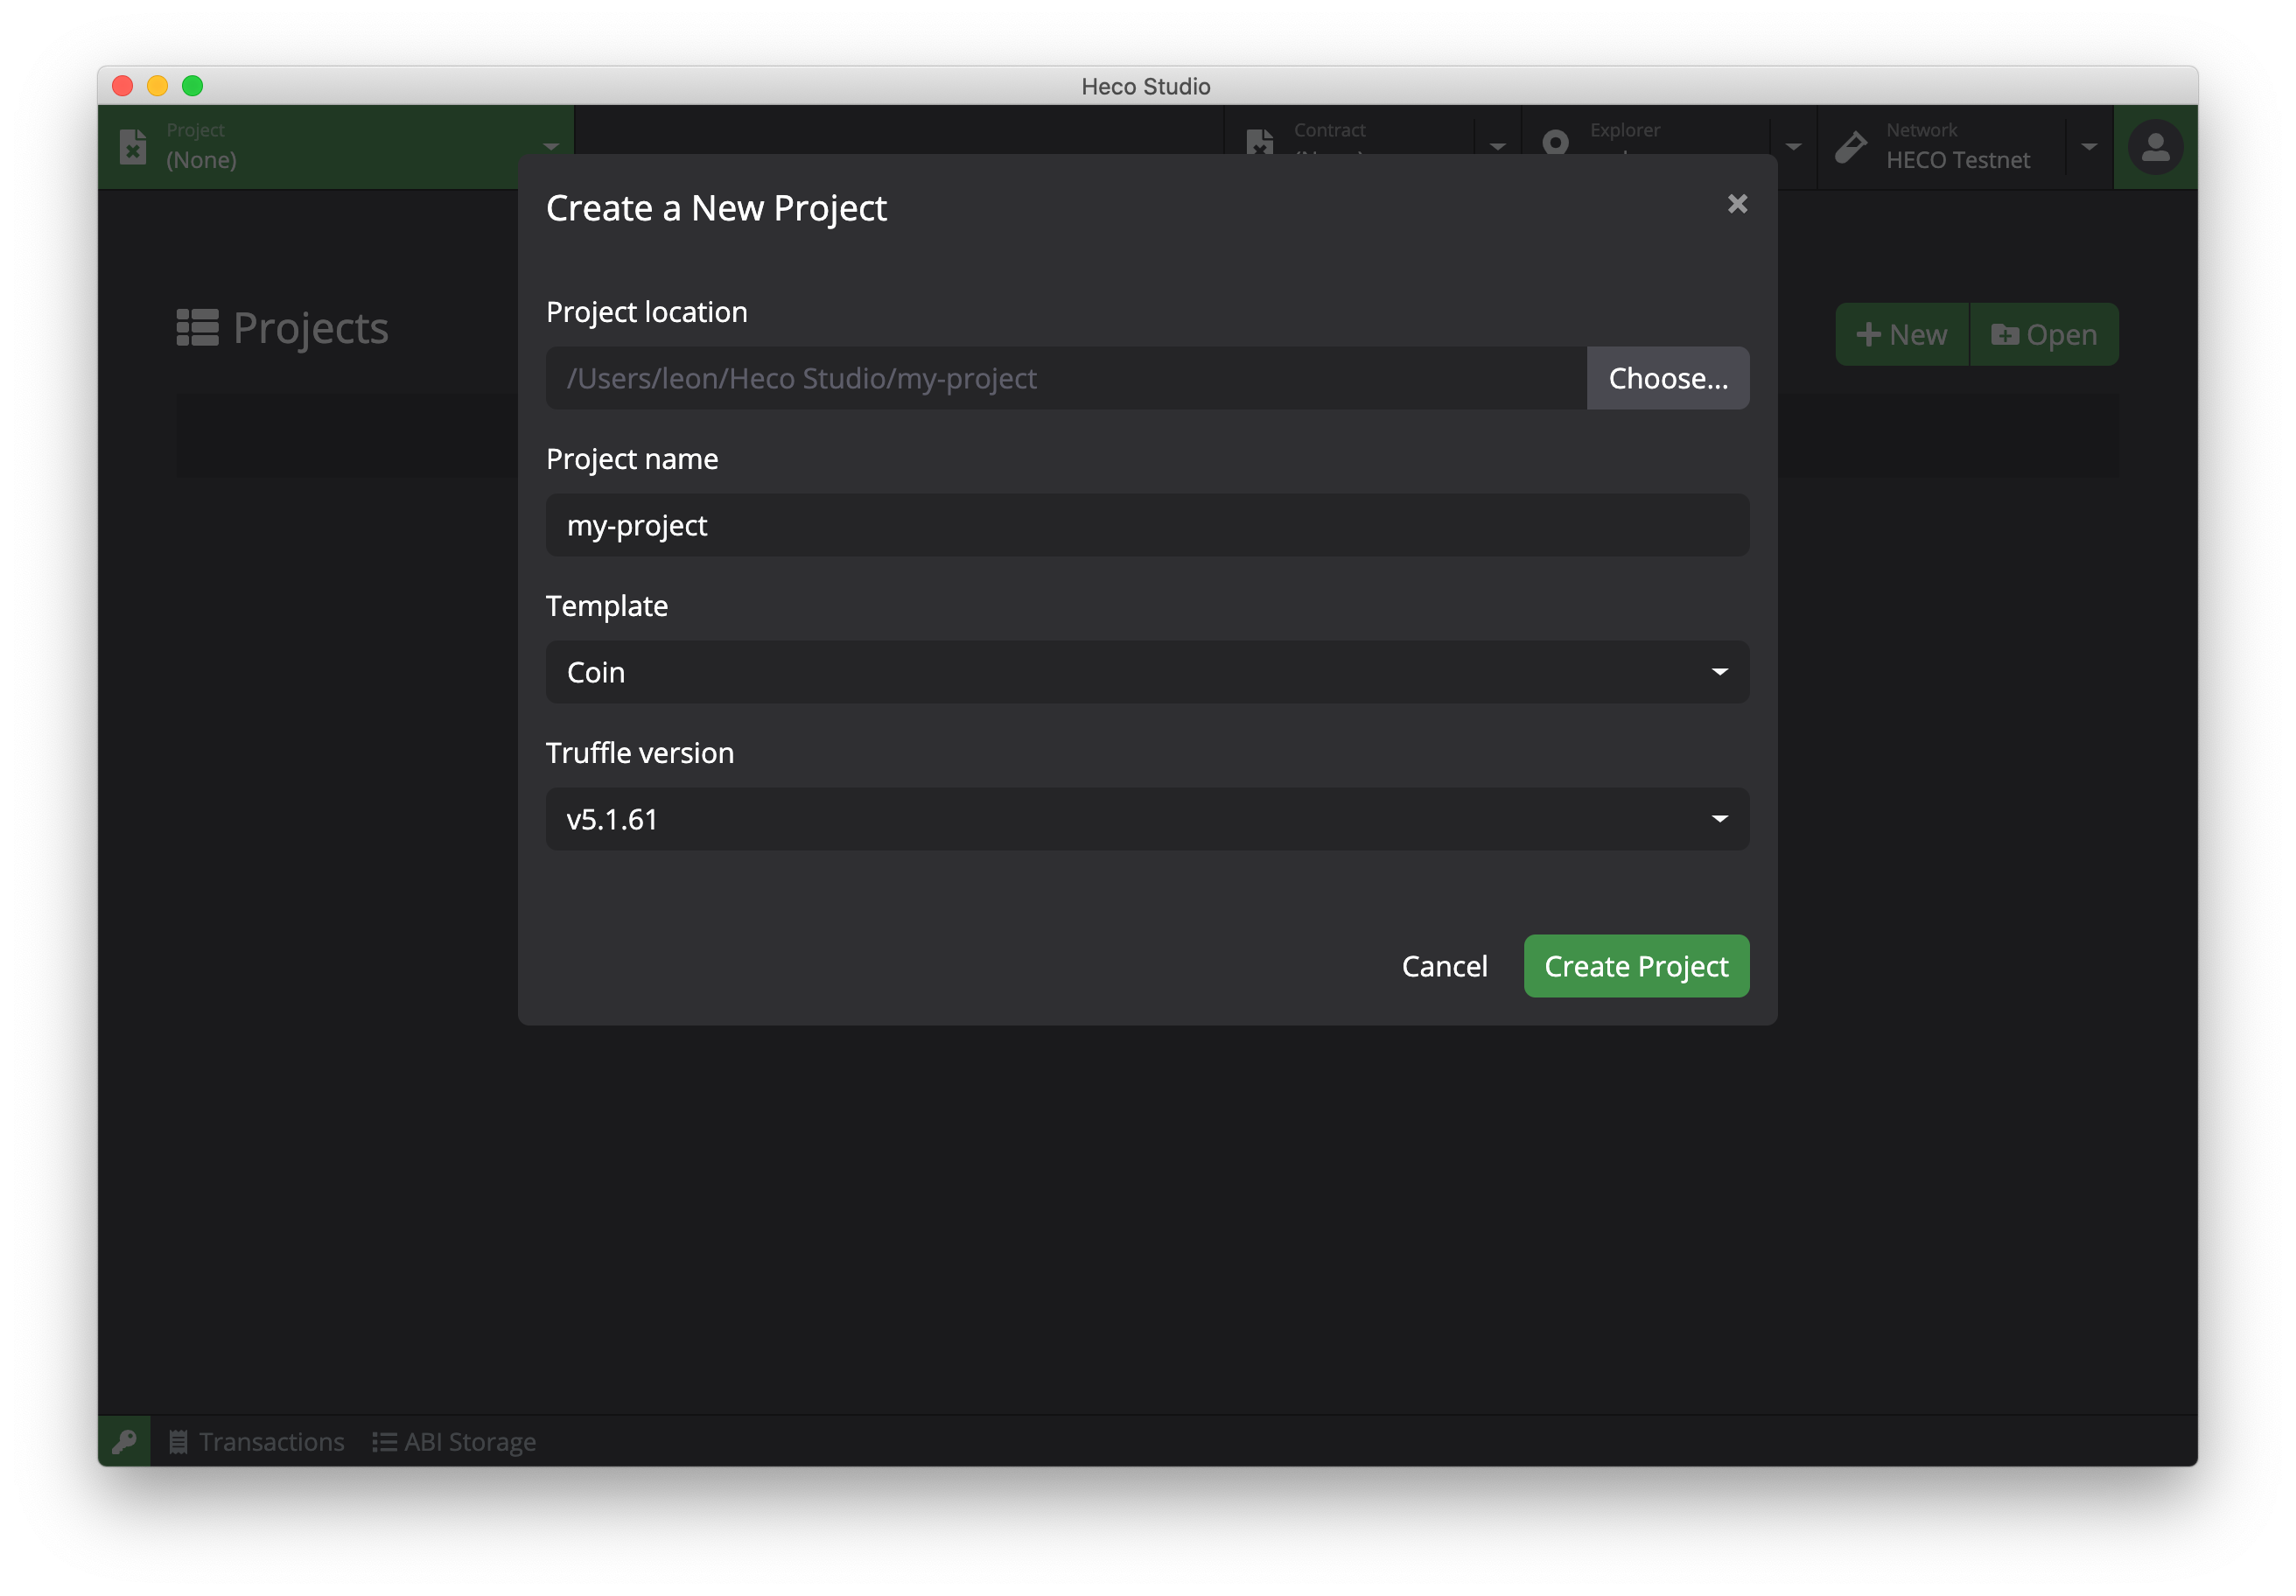 Heco Studio
Project
(None)
Contract
Explorer
Network
HECO Testnet
Create a New Project
Projects
New
Open
Project location
/Users/leon/Heco Studio/my-project
Choose...
Project name
my-project
Template
Coin
Truffle version
v5.1.61
Cancel
Create Project
Transactions
ABI Storage